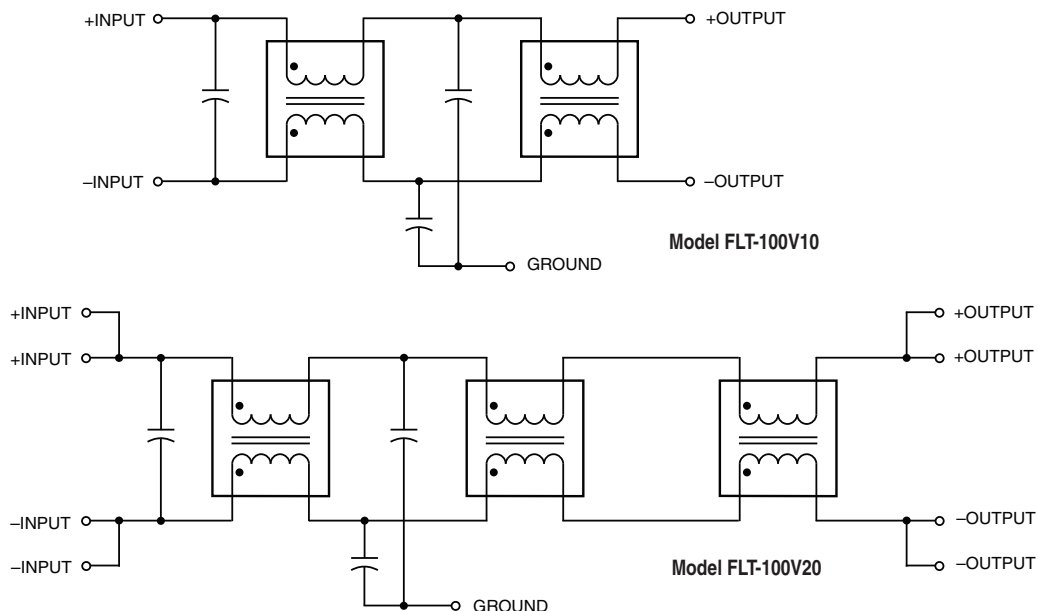 +INPUT
+OUTPUT
–INPUT
–OUTPUT
Model FLT-100V10
GROUND
+INPUT
+OUTPUT
+INPUT
+OUTPUT
–INPUT
–OUTPUT
–INPUT
–OUTPUT
Model FLT-100V20
GROUND